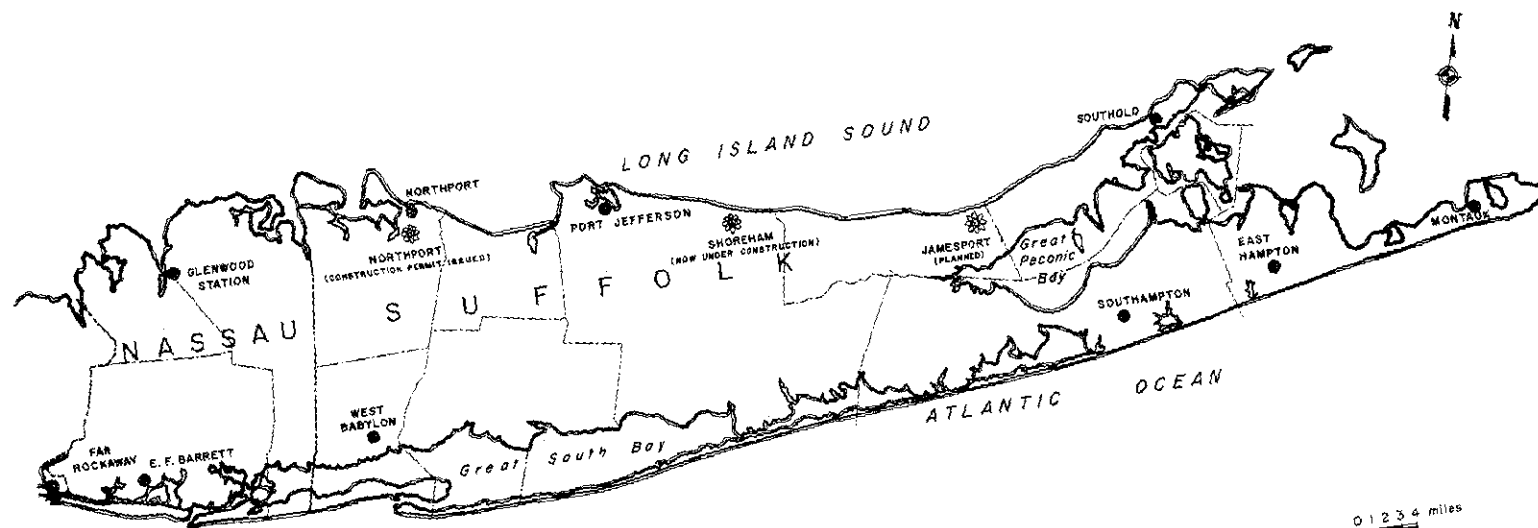 N
SOUTHOLD
LONG ISLAND SOUND
NORTHPORT
PORT JEFFERSON
MONTAUK
SHOREHAM
(NOW UNDER CONSTRUCTION)
JAMESPORT
(PLANNED)
Great
Peconic
Bay
EAST
HAMPTON
NORTHPORT
(CONSTRUCTION PERMIT ISSUED)
GLENWOOD
STATION
SUFFOLK
SOUTHAMPTON
NASSAU
ATLANTIC OCEAN
WEST
BABYLON
FAR
ROCKAWAY
E. F. BARRETT
Great South Bay
0 1 2 3 4 miles